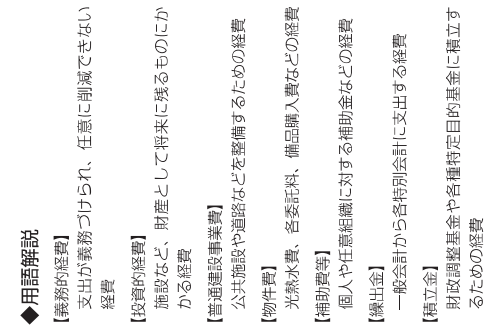 ◆用語解説
【義務的経費】
支出が義務づけられ、任意に削減できない
経費
【投資的経費】
施設など、財産として将来に残るものにか
かる経費
【普通建設事業費】
公共施設や道路などを整備するための経費
【物件費】
光熱水費、各委託料、備品購入費などの経費
【補助費等】
個人や任意組織に対する補助金などの経費
【繰出金】
一般会計から各特別会計に支出する経費
【積立金】
財政調整基金や各種特定目的基金に積立す
るための経費